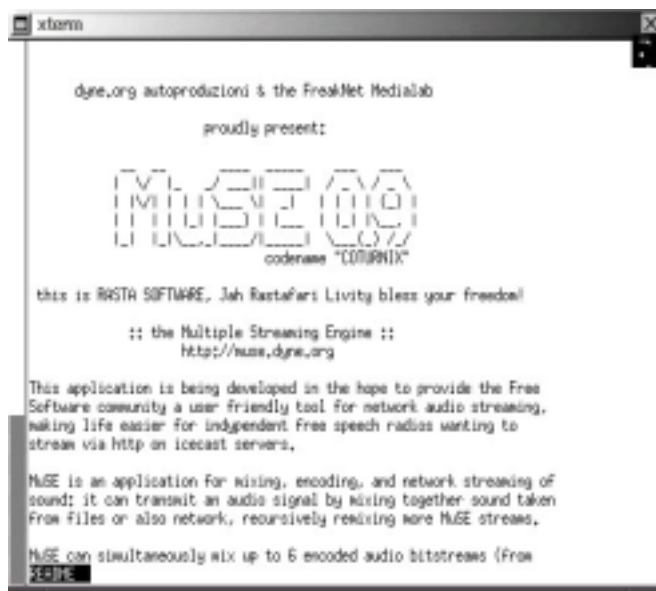 xterm
dyne.org autoproduzioni & the FreakNet Medialab
proudly present:
MuSE 0.9
codename "COTURNIX"
this is RASTA SOFTWARE, Jah Rastafari Livity bless your freedom!
:: the Multiple Streaming Engine ::
http://muse.dyne.org
This application is being developed in the hope to provide the Free
Software community a user friendly tool for network audio streaming,
making life easier for indypendent free speech radios wanting to
stream via http on icecast servers.
MuSE is an application for mixing, encoding, and network streaming of
sound: it can transmit an audio signal by mixing together sound taken
from files or also network, recursively remixing more MuSE streams.
MuSE can simultaneously mix up to 6 encoded audio bitstreams (from
README